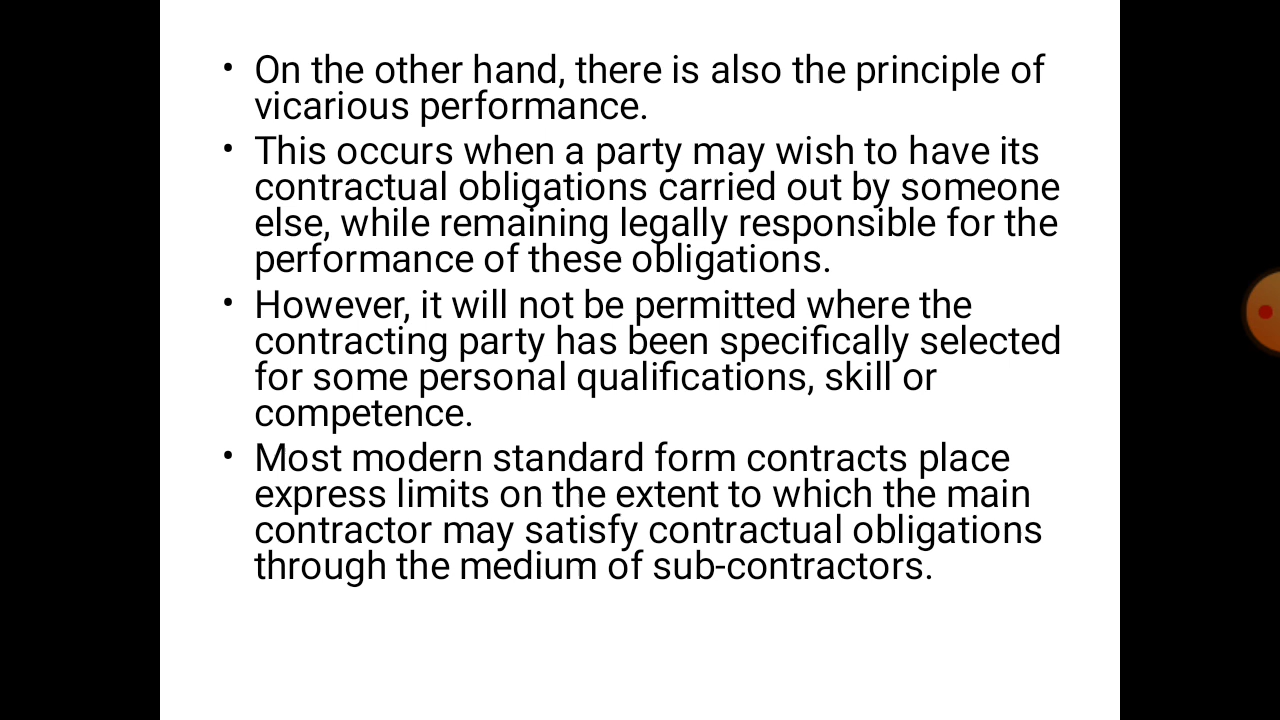 • On the other hand, there is also the principle of
vicarious performance.
• This occurs when a party may wish to have its
contractual obligations carried out by someone
else, while remaining legally responsible for the
performance of these obligations.
• However, it will not be permitted where the
contracting party has been specifically selected
for some personal qualifications, skill or
competence.
• Most modern standard form contracts place
express limits on the extent to which the main
contractor may satisfy contractual obligations
through the medium of sub-contractors.